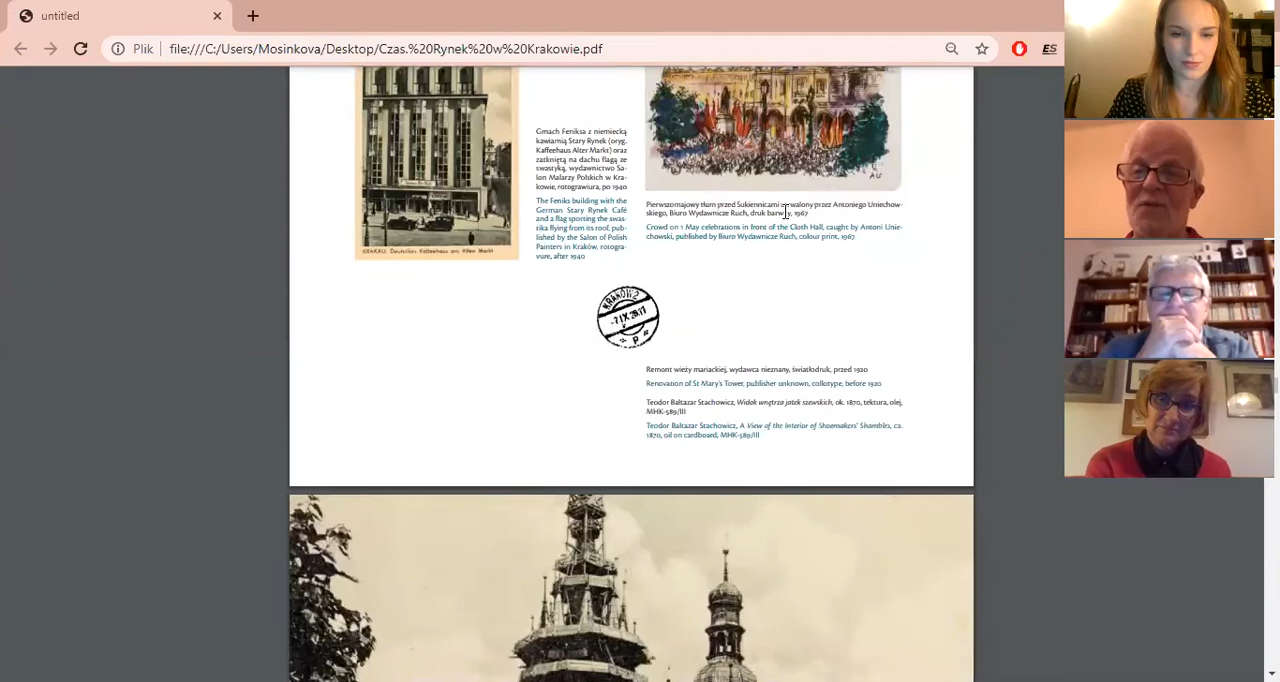 untitled
Plik
file:///C:/Users/Mosinkova/Desktop/Czas.%20Rynek%20w%20Krakowie.pdf
ES
Gmach Feniksa z niemiecką
kawiarnią Stary Rynek (oryg.
Kaffeehaus Alter Markt) oraz
zatkniętą na dachu flagą ze
swastyką, wydawnictwo Sa-
lon Malarzy Polskich w Kra-
kowie, rotograwiura, po 1940
The Feniks building with the
German Stary Rynek Café
and a flag sporting the swas-
tika flying from its roof, pub-
lished by the Salon of Polish
Painters in Kraków, rotogra-
vure, after 1940
KRAKAU. Deutsches Kaffeehaus am Alten Markt
Pierwszomajowy tłum przed Sukiennicami przez Antoniego Uniechow-
skiego, Biuro Wydawnicze Ruch, druk barwny, 1967
Crowd on 1 May celebrations in front of the Cloth Hall, caught by Antoni Unie-
chowski, published by Biuro Wydawnicze Ruch, colour print, 1967
KRAKÓW 2
Remont wieży mariackiej, wydawca nieznany, światłodruk, przed 1920
Renovation of St Mary's Tower, publisher unknown, collotype, before 1920
Teodor Baltazar Stachowicz, Widok wnętrza jatek szewskich, ok. 1870, tektura, olej,
MHK-589/III
Teodor Baltazar Stachowicz, A View of the Interior of Shoemakers' Shambles, ca.
1870, oil on cardboard, MHK-589/III